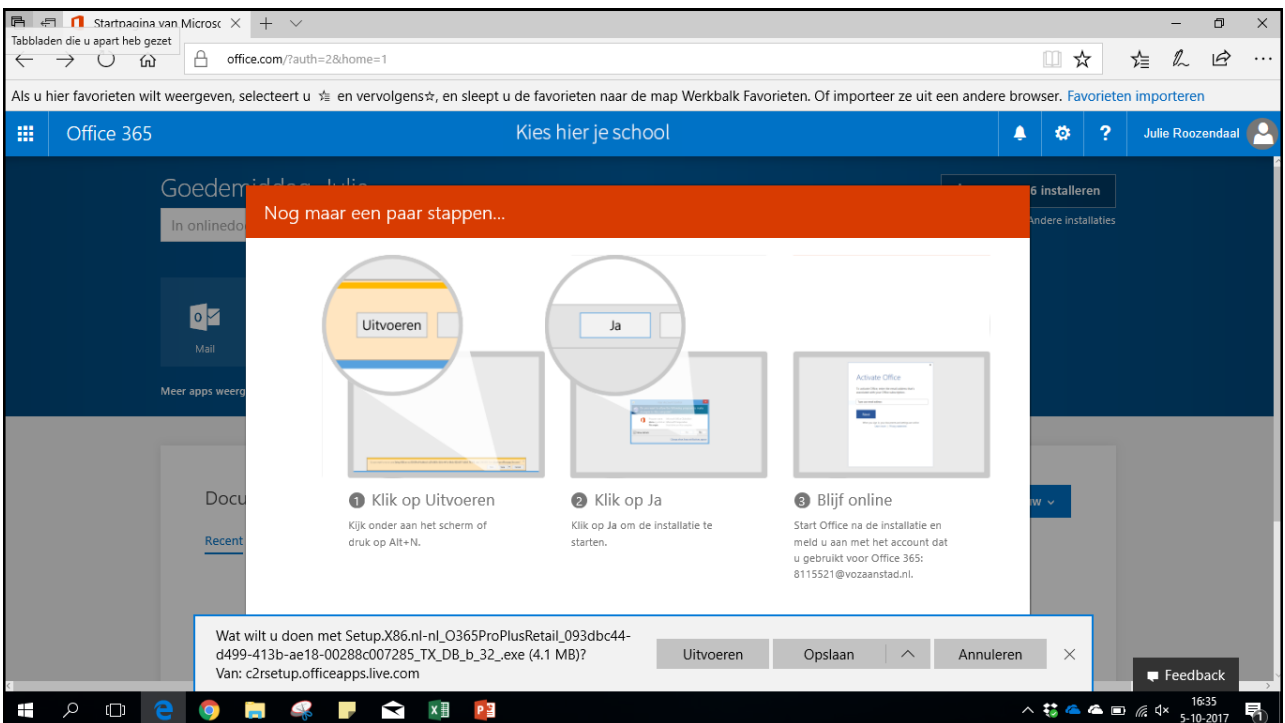 Startpagina van Microsc
Tabbladen die u apart heb gezet
office.com/?auth=2&home=1
Als u hier favorieten wilt weergeven, selecteert u en vervolgens, en sleept u de favorieten naar de map Werkbalk Favorieten. Of importeer ze uit een andere browser. Favorieten importeren
Office 365
Kies hier je school
?
Julie Roozendaal
Goedemiddag, Julie
6 installeren
In onlinedo
Andere installaties
Mail
Meer apps weerg
Docu
uw
Recent
Nog maar een paar stappen...
Uitvoeren
Ja
Activate Office
1 Klik op Uitvoeren
Kijk onder aan het scherm of
druk op Alt+N.
2 Klik op Ja
Klik op Ja om de installatie te
starten.
3 Blijf online
Start Office na de installatie en
meld u aan met het account dat
u gebruikt voor Office 365:
8115521@vozaanstad.nl.
Wat wilt u doen met Setup.X86.nl-nl_O365ProPlusRetail_093dbc44-
d499-413b-ae18-00288c007285_TX_DB_b_32_.exe (4.1 MB)?
Van: c2rsetup.officeapps.live.com
Uitvoeren
Opslaan
Annuleren
Feedback
16:35
5-10-2017